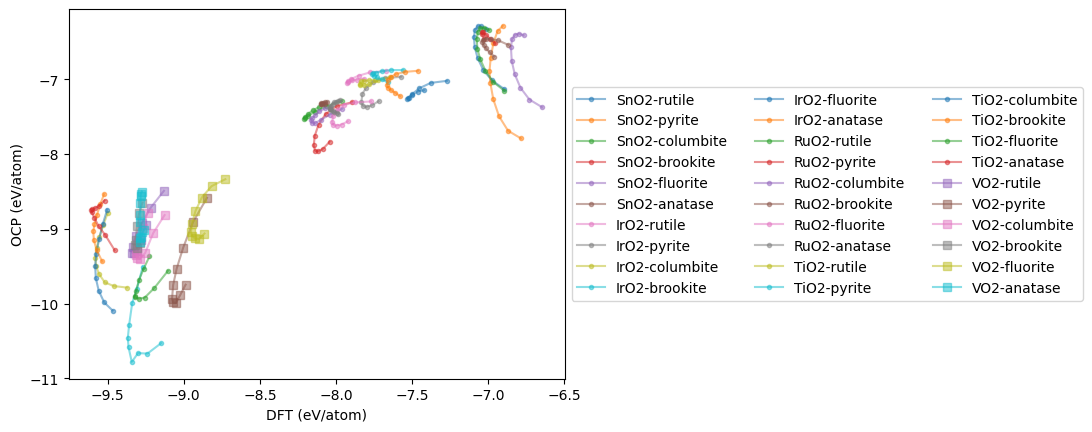 −7
−8
−9
−10
−11
OCP (eV/atom)
−9.5
−9.0
−8.5
−8.0
−7.5
−7.0
−6.5
DFT (eV/atom)
SnO2-rutile
SnO2-pyrite
SnO2-columbite
SnO2-brookite
SnO2-fluorite
SnO2-anatase
IrO2-rutile
IrO2-pyrite
IrO2-columbite
IrO2-brookite
IrO2-fluorite
IrO2-anatase
RuO2-rutile
RuO2-pyrite
RuO2-columbite
RuO2-brookite
RuO2-fluorite
RuO2-anatase
TiO2-rutile
TiO2-pyrite
TiO2-columbite
TiO2-brookite
TiO2-fluorite
TiO2-anatase
VO2-rutile
VO2-pyrite
VO2-columbite
VO2-brookite
VO2-fluorite
VO2-anatase